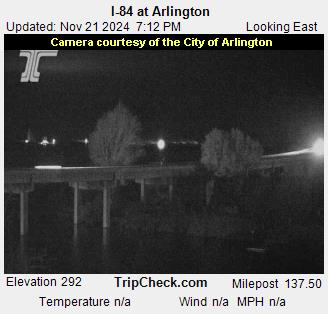 I-84 at Arlington
Updated: Nov 21 2024 7:12 PM Looking East
Camera courtesy of the City of Arlington
Elevation 292 TripCheck.com Milepost 137.50
Temperature n/a Wind n/a MPH n/a